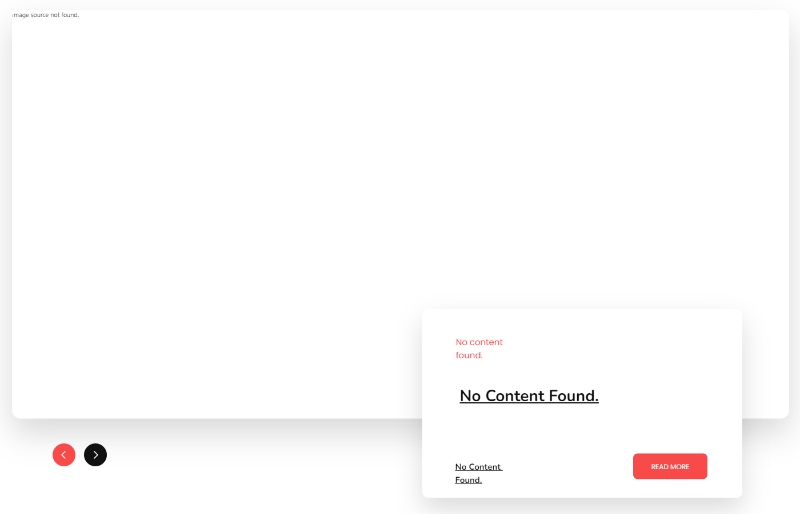 mage source not found.
No content
found.
No Content Found.
No Content
Found.
READ MORE